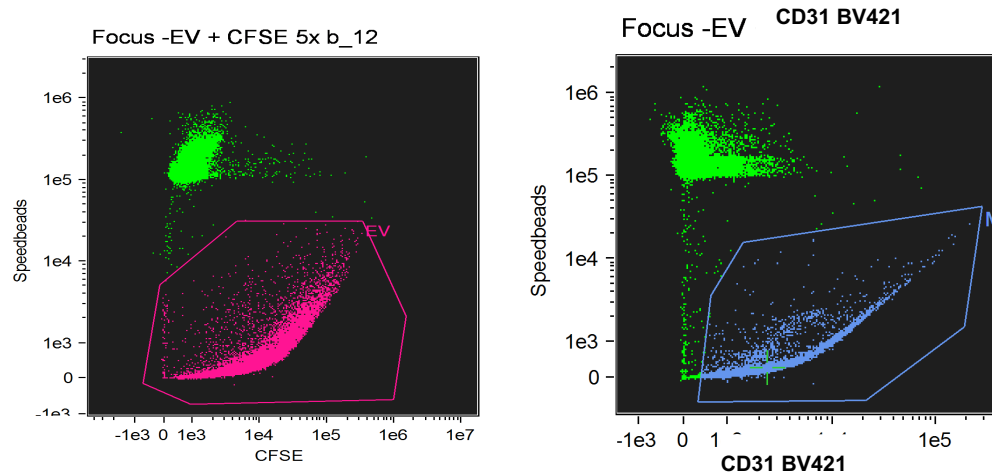 Focus -EV + CFSE 5x b_12
Speedbeads
1e6
1e5
1e4
1e3
0
-1e3
EV
-1e3 0 1e3 1e4 1e5 1e6 1e7
CFSE
CD31 BV421
Focus -EV
Speedbeads
1e6
1e5
1e4
1e3
0
-1e3 0 1e5
CD31 BV421